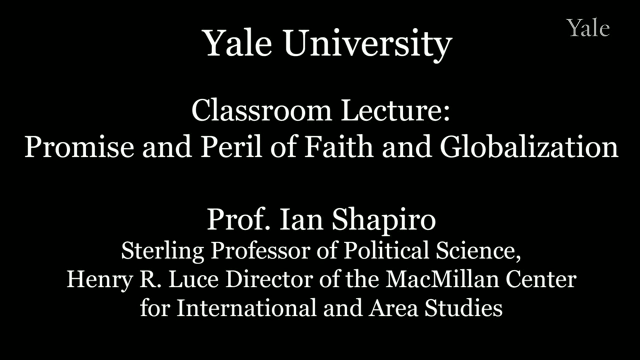 Yale University
Yale
Classroom Lecture:
Promise and Peril of Faith and Globalization
Prof. Ian Shapiro
Sterling Professor of Political Science,
Henry R. Luce Director of the MacMillan Center
for International and Area Studies